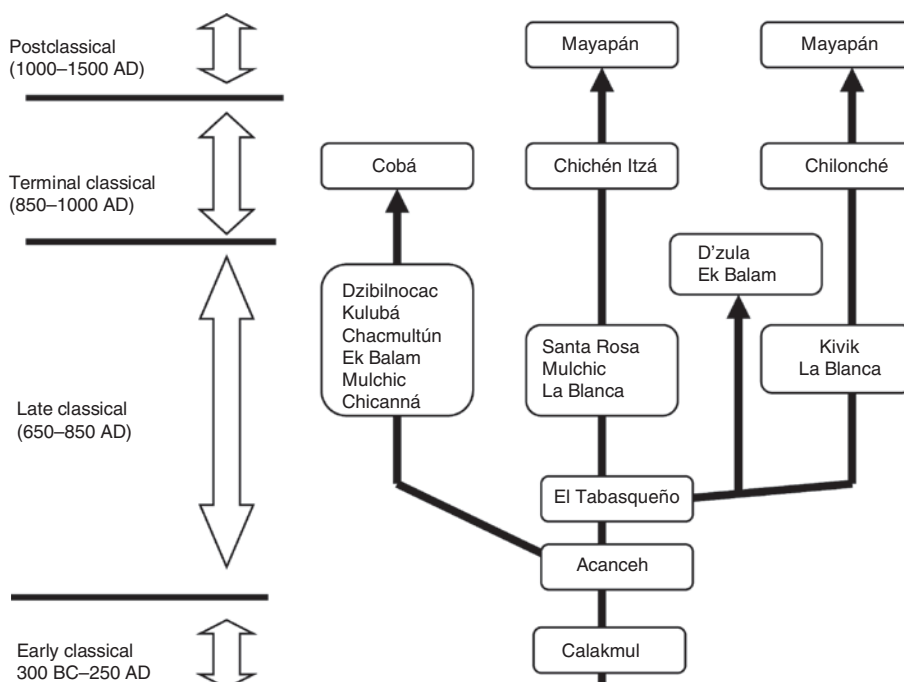 Postclassical
(1000–1500 AD)
Mayapán
Mayapán
Terminal classical
(850–1000 AD)
Cobá
Chichén Itzá
Chilonché
D'zula
Ek Balam
Late classical
(650–850 AD)
Dzibilnocac
Kulubá
Chacmultún
Ek Balam
Mulchic
Chicanná
Santa Rosa
Mulchic
La Blanca
Kivik
La Blanca
El Tabasqueño
Acanceh
Early classical
300 BC–250 AD
Calakmul